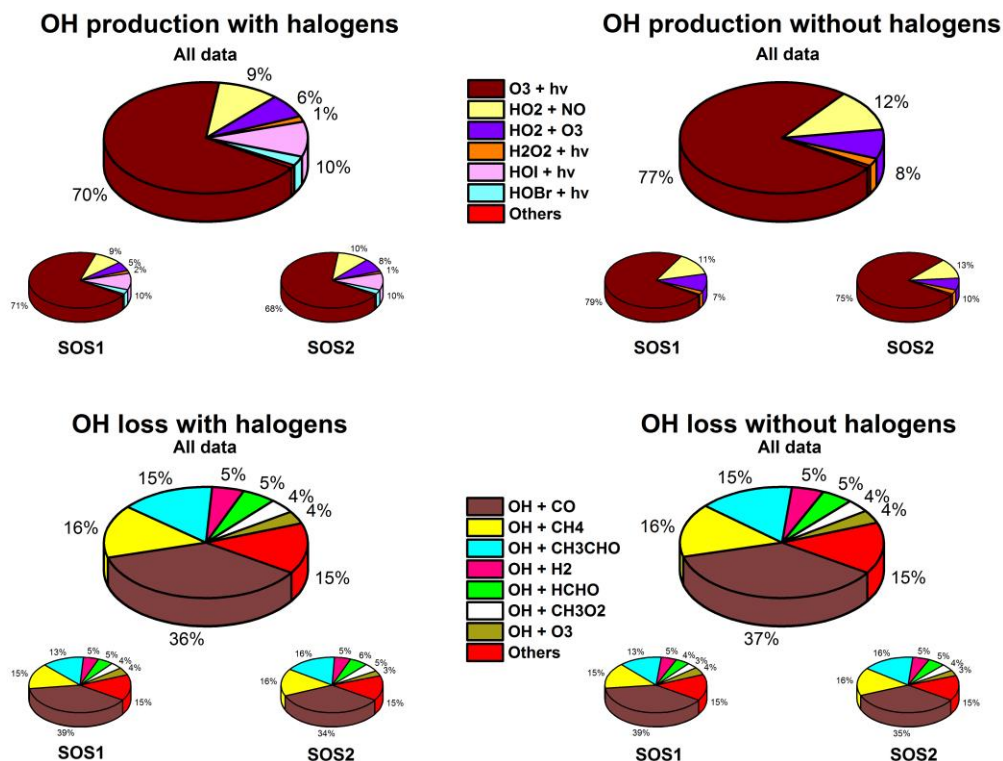 OH production with halogens
All data
9%
6%
1%
10%
70%
9%
5%
2%
10%
71%
SOS1
10%
8%
1%
10%
68%
SOS2
O3 + hv
HO2 + NO
HO2 + O3
H2O2 + hv
HOI + hv
HOBr + hv
Others
OH production without halogens
All data
12%
8%
77%
11%
7%
79%
SOS1
13%
10%
75%
SOS2
OH loss with halogens
All data
15%
5%
5%
4%
4%
16%
15%
36%
13%
5%
5%
4%
4%
15%
15%
39%
SOS1
16%
5%
6%
5%
3%
16%
15%
34%
SOS2
OH + CO
OH + CH4
OH + CH3CHO
OH + H2
OH + HCHO
OH + CH3O2
OH + O3
Others
OH loss without halogens
All data
15%
5%
5%
4%
4%
16%
15%
37%
13%
5%
4%
3%
4%
15%
15%
39%
SOS1
16%
5%
5%
4%
3%
16%
15%
35%
SOS2